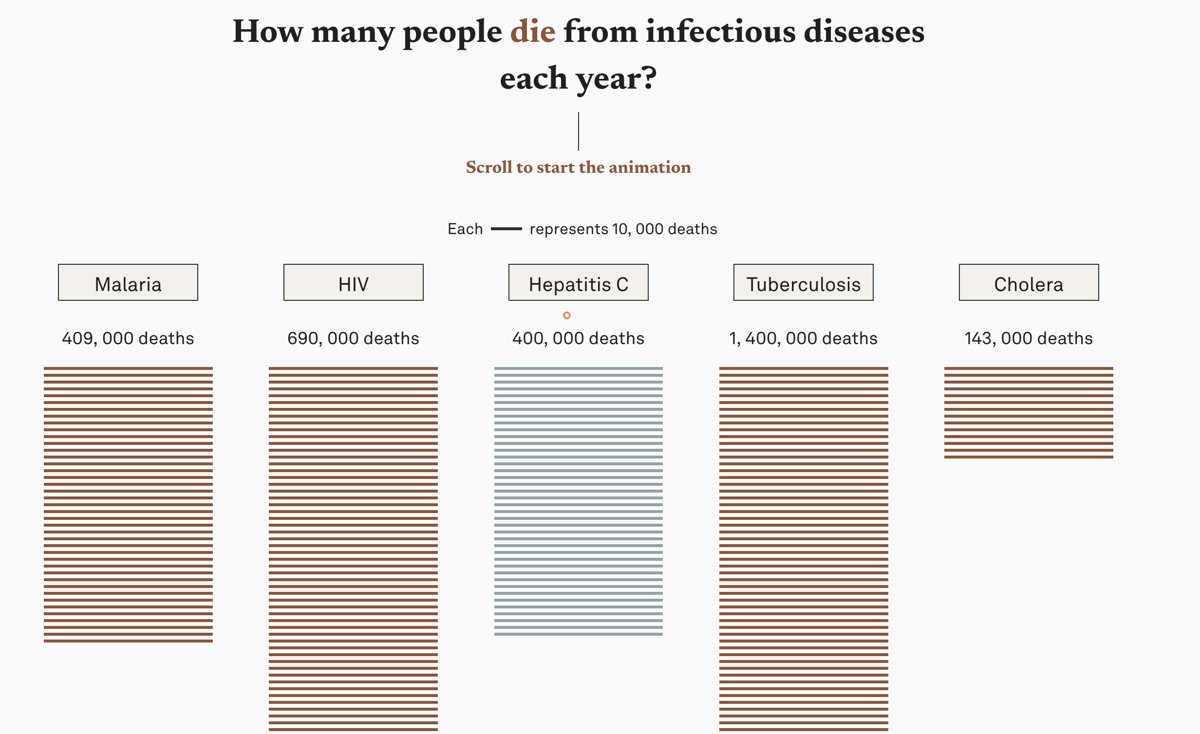 How many people die from infectious diseases
each year?
Scroll to start the animation
Each — represents 10, 000 deaths
Malaria
HIV
Hepatitis C
Tuberculosis
Cholera
409, 000 deaths
690, 000 deaths
400, 000 deaths
1, 400, 000 deaths
143, 000 deaths